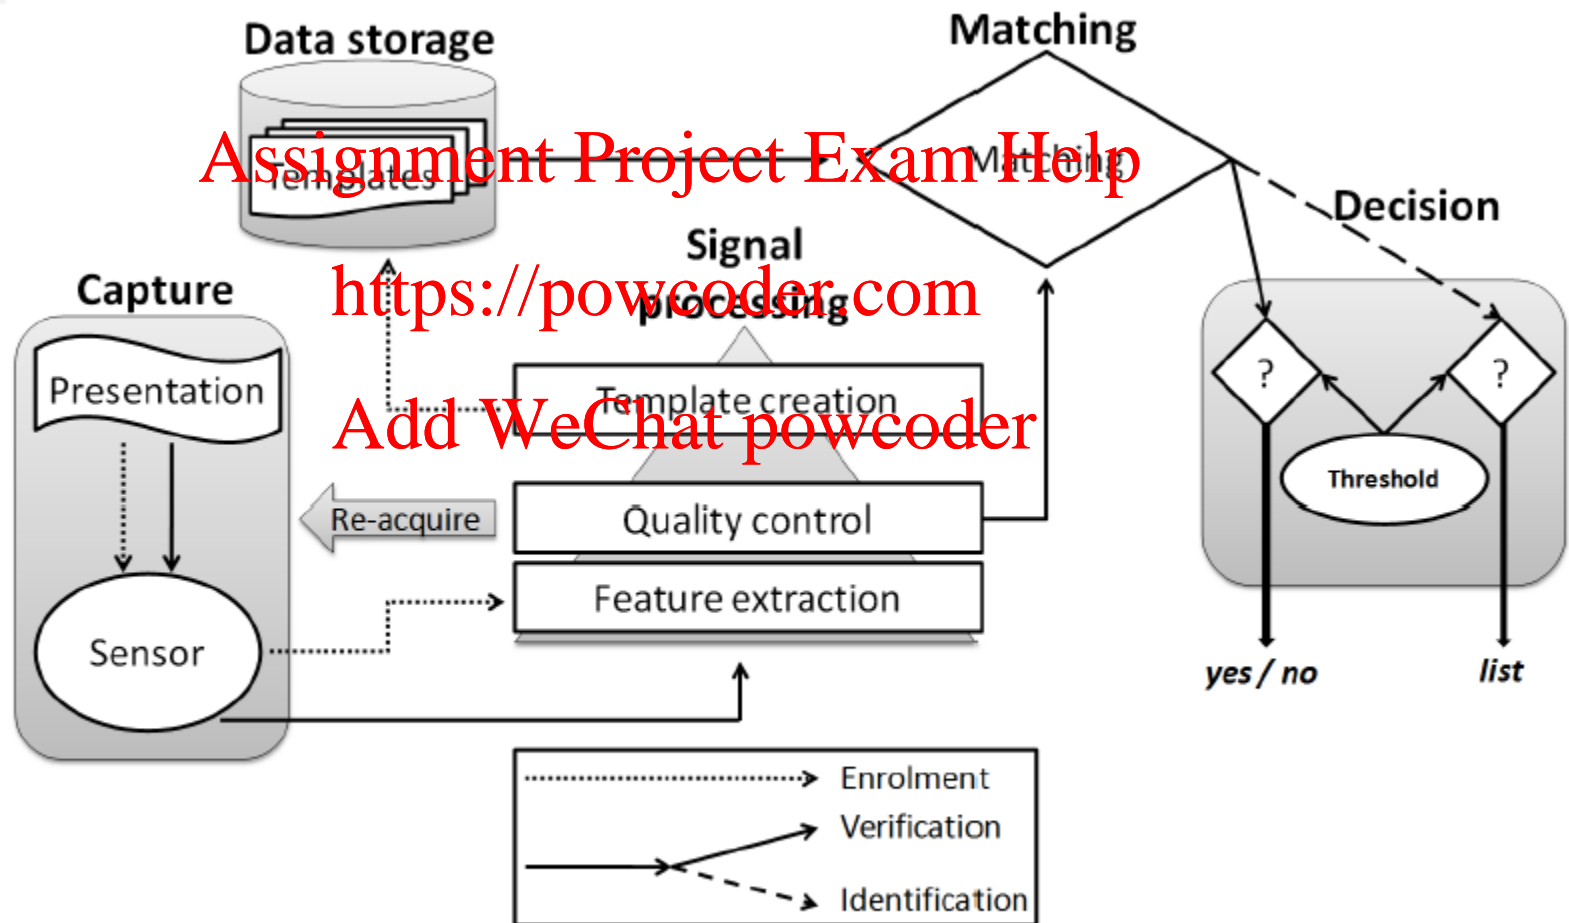 Data storage
Matching
Assignment Project Exam Help
Templates
Matching
Decision
Signal
processing
Capture
https://powcoder.com
Presentation
Template creation
Add WeChat powcoder
?
?
Threshold
Re-acquire
Quality control
Feature extraction
Sensor
yes / no
list
Enrolment
Verification
Identification